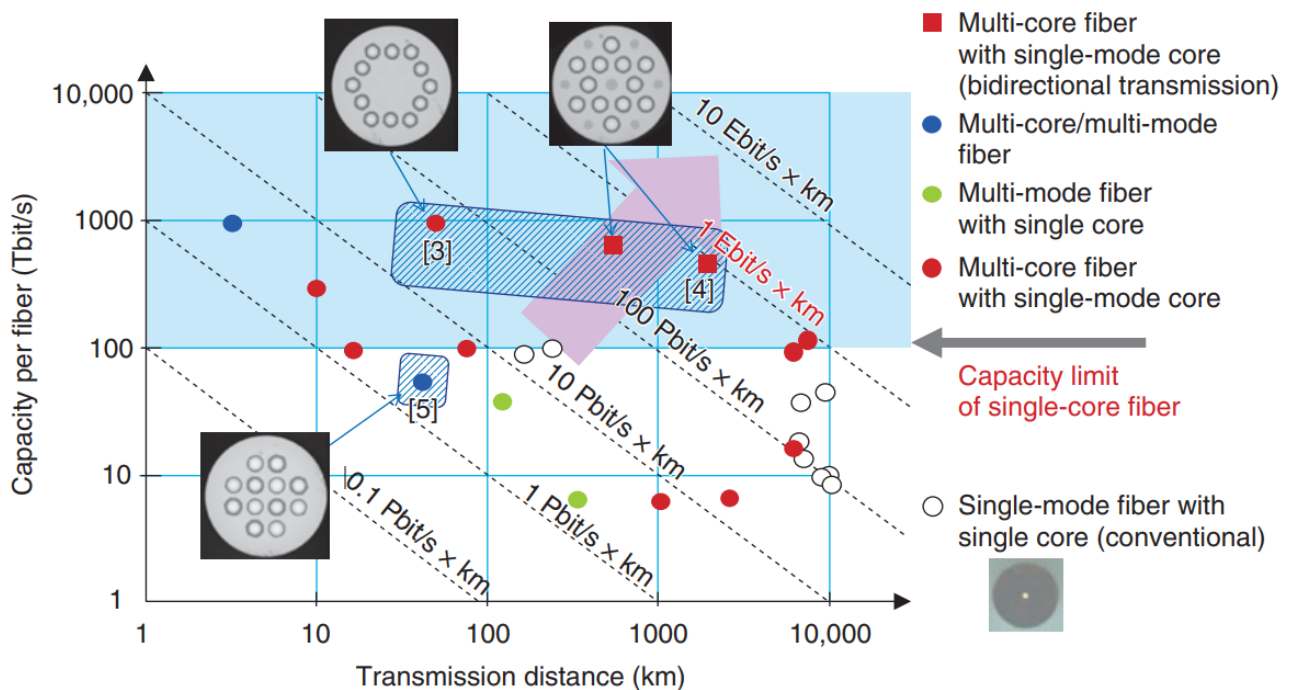 Capacity per fiber (Tbit/s)
10,000
1000
100
10
1
1
10
100
1000
10,000
Transmission distance (km)
[3]
[4]
[5]
10 Ebit/s × km
1 Ebit/s × km
100 Pbit/s × km
10 Pbit/s × km
1 Pbit/s × km
0.1 Pbit/s × km
Multi-core fiber
with single-mode core
(bidirectional transmission)
Multi-core/multi-mode
fiber
Multi-mode fiber
with single core
Multi-core fiber
with single-mode core
Capacity limit
of single-core fiber
Single-mode fiber with
single core (conventional)